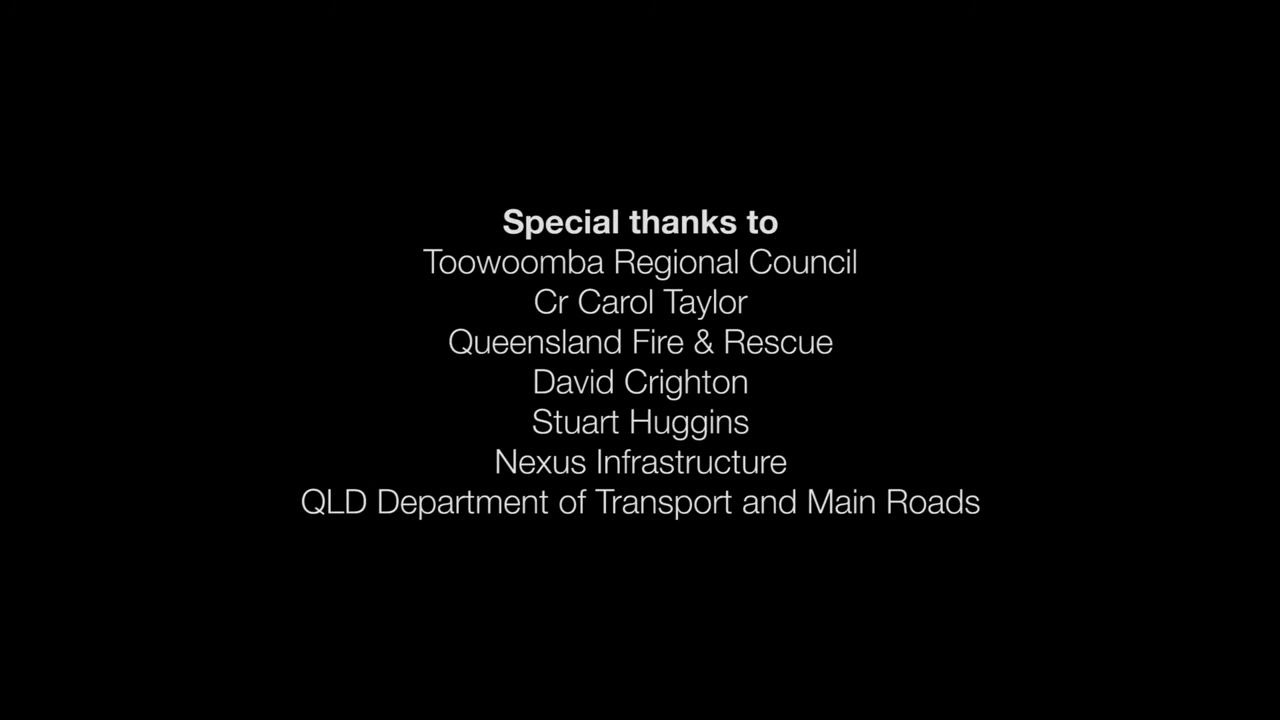 Special thanks to
Toowoomba Regional Council
Cr Carol Taylor
Queensland Fire & Rescue
David Crighton
Stuart Huggins
Nexus Infrastructure
QLD Department of Transport and Main Roads